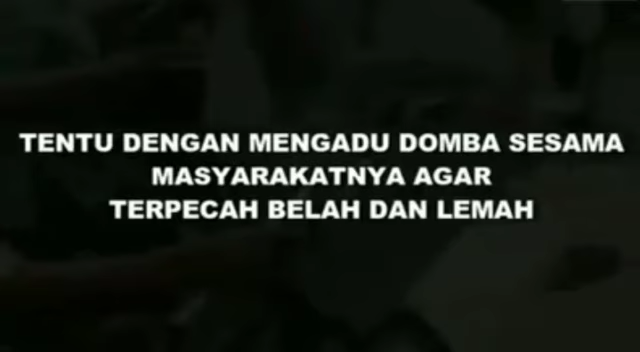 TENTU DENGAN MENGADU DOMBA SESAMA
MASYARAKATNYA AGAR
TERPECAH BELAH DAN LEMAH